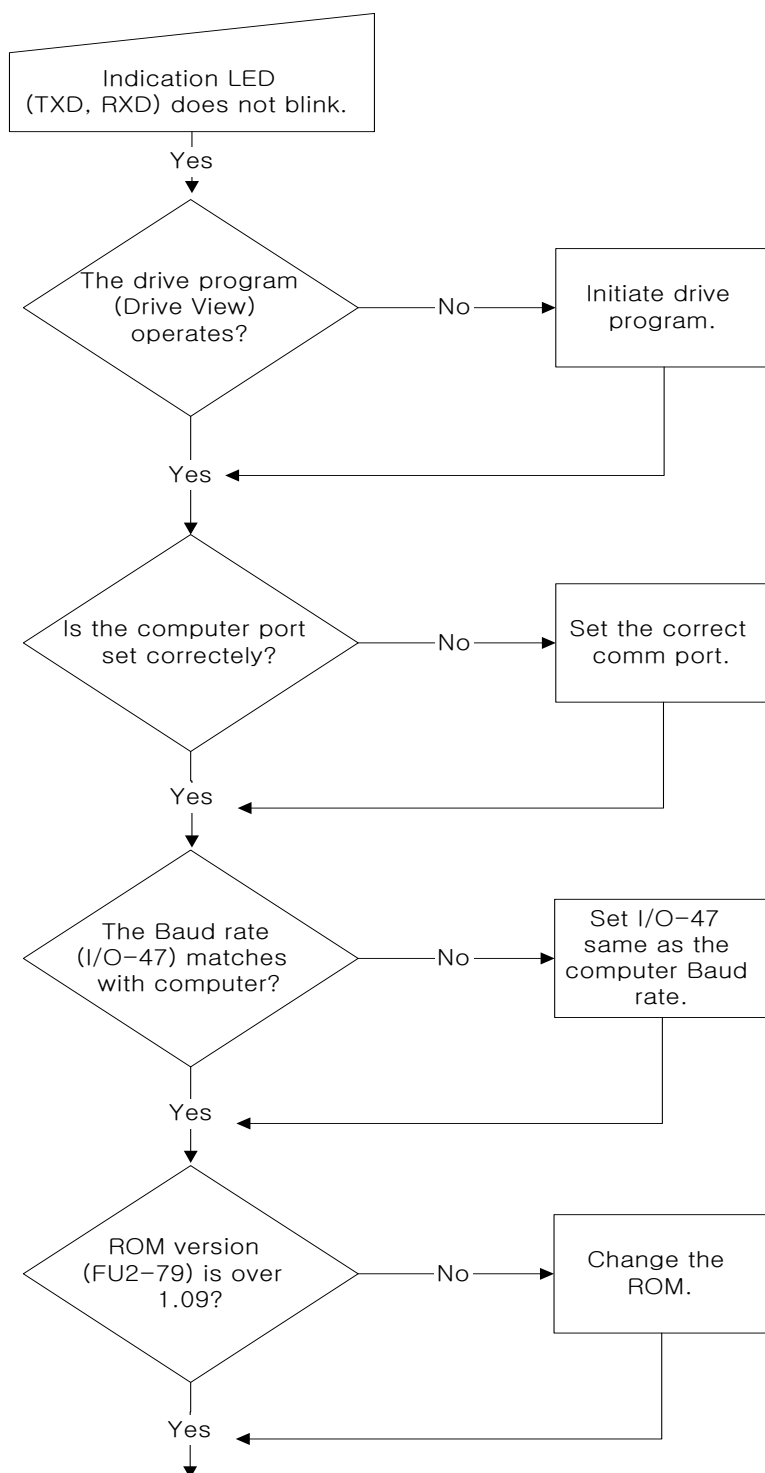 Indication LED
(TXD, RXD) does not blink.
Yes
The drive program
(Drive View)
operates?
No
Initiate drive
program.
Yes
Is the computer port
set correctely?
No
Set the correct
comm port.
Yes
The Baud rate
(I/O-47) matches
with computer?
No
Set I/O-47
same as the
computer Baud
rate.
Yes
ROM version
(FU2-79) is over
1.09?
No
Change the
ROM.
Yes